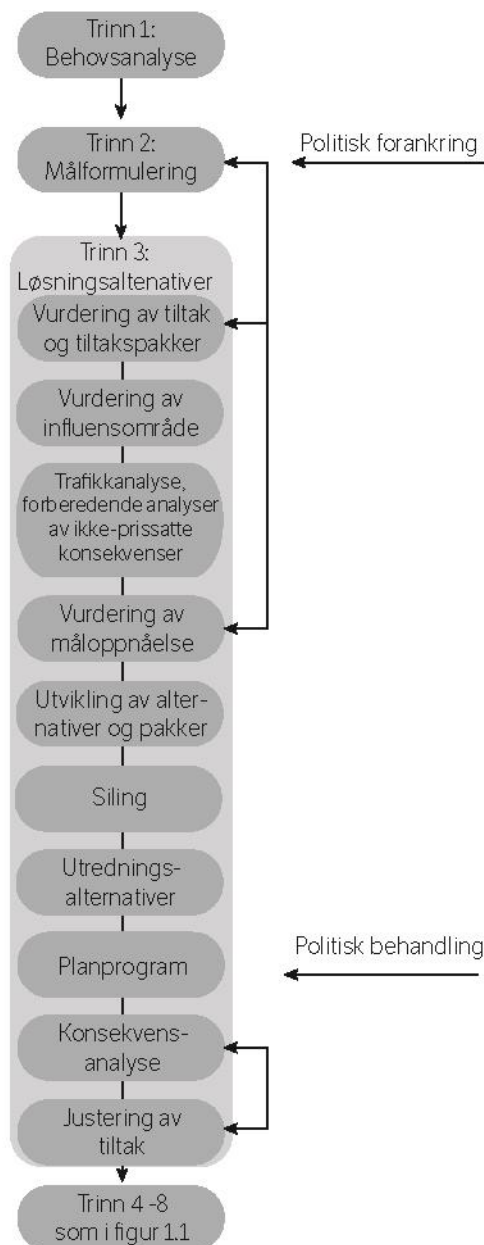 Trinn 1:
Behovsanalyse
Trinn 2:
Målformulering
Politisk forankring
Trinn 3:
Løsningsaltenativer
Vurdering av tiltak
og tiltakspakker
Vurdering av
influensområde
Trafikkanalyse,
forberedende analyser
av ikke-prissatte
konsekvenser
Vurdering av
måloppnåelse
Utvikling av alter-
nativer og pakker
Siling
Utrednings-
alternativer
Politisk behandling
Planprogram
Konsekvens-
analyse
Justering av
tiltak
Trinn 4 -8
som i figur 1.1